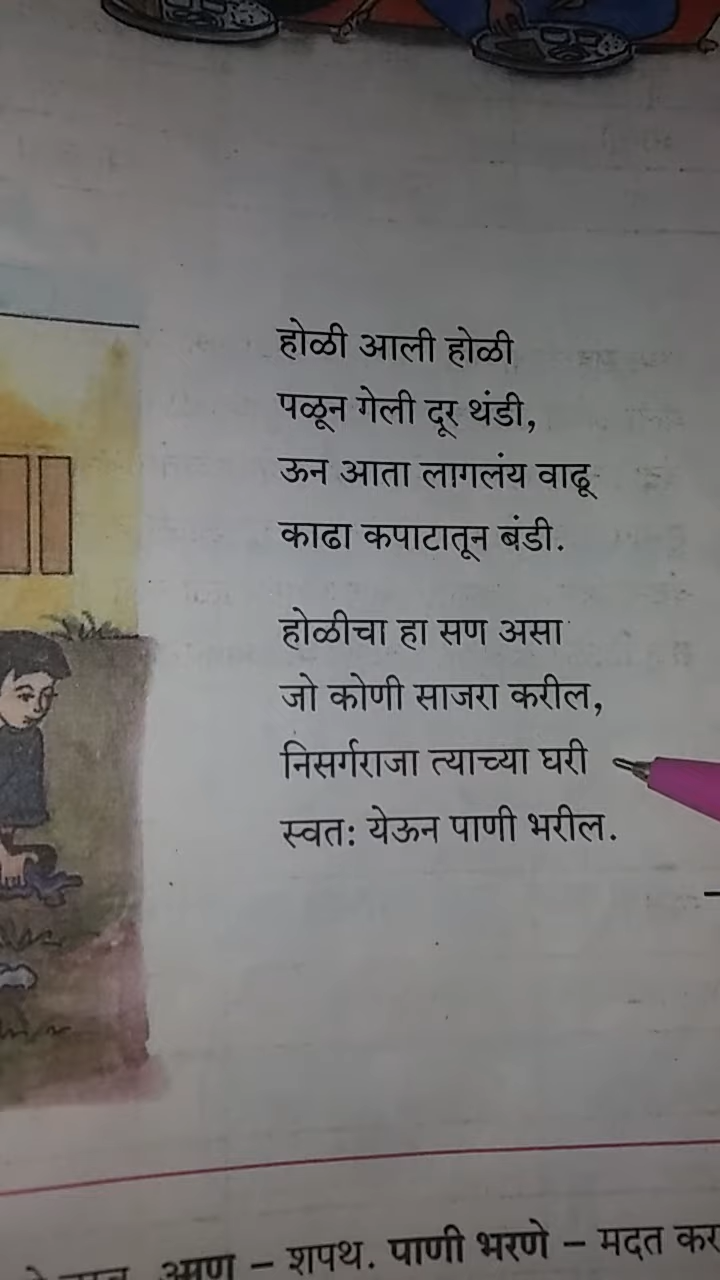 होळी आली होळी
पळून गेली दूर थंडी,
ऊन आता लागलंय वाढू
काढा कपाटातून बंडी.
होळीचा हा सण असा
जो कोणी साजरा करील,
निसर्गराजा त्याच्या घरी
स्वतः येऊन पाणी भरील.
आण – शपथ. पाणी भरणे – मदत कर